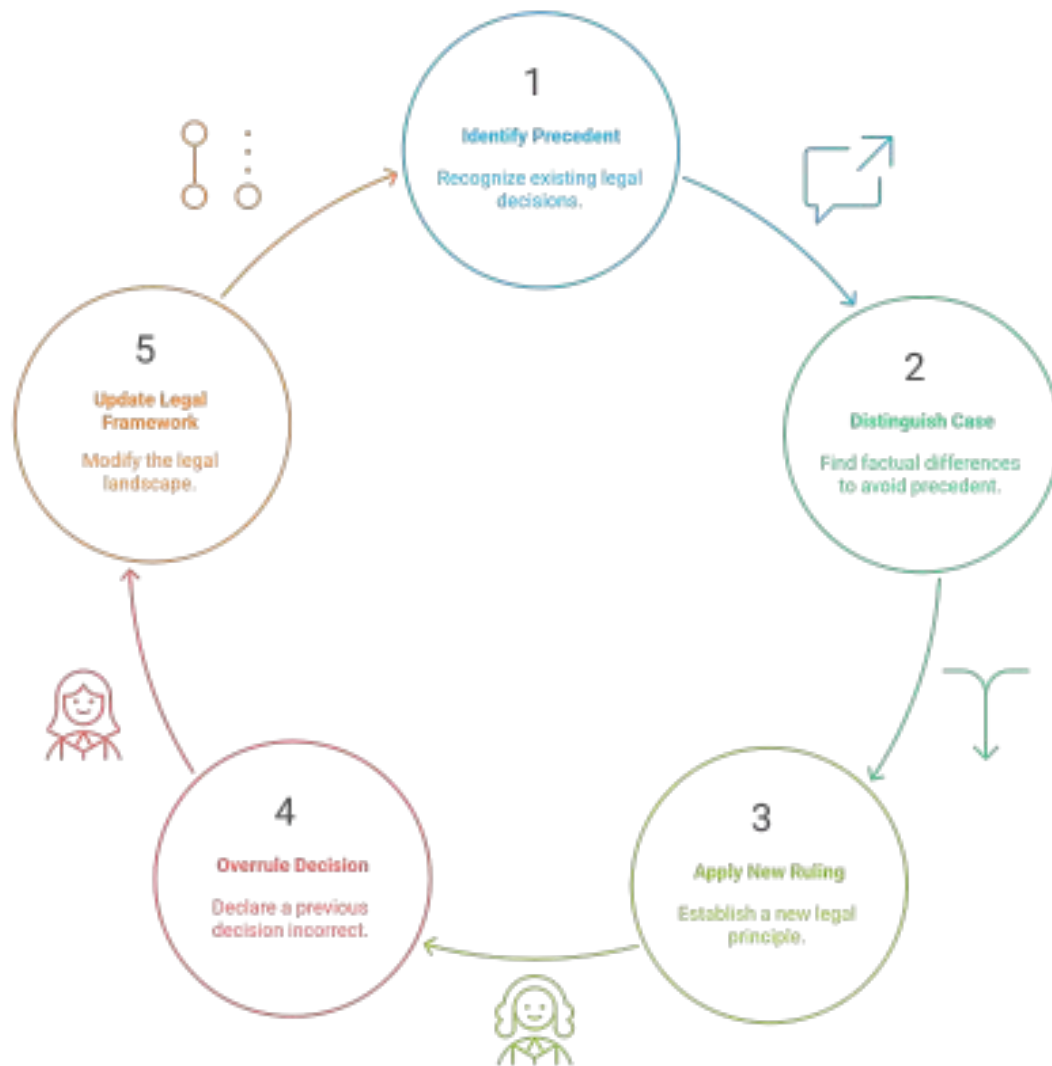 1
Identify Precedent
Recognize existing legal
decisions.
2
Distinguish Case
Find factual differences
to avoid precedent.
3
Apply New Ruling
Establish a new legal
principle.
4
Overrule Decision
Declare a previous
decision incorrect.
5
Update Legal
Framework
Modify the legal
landscape.